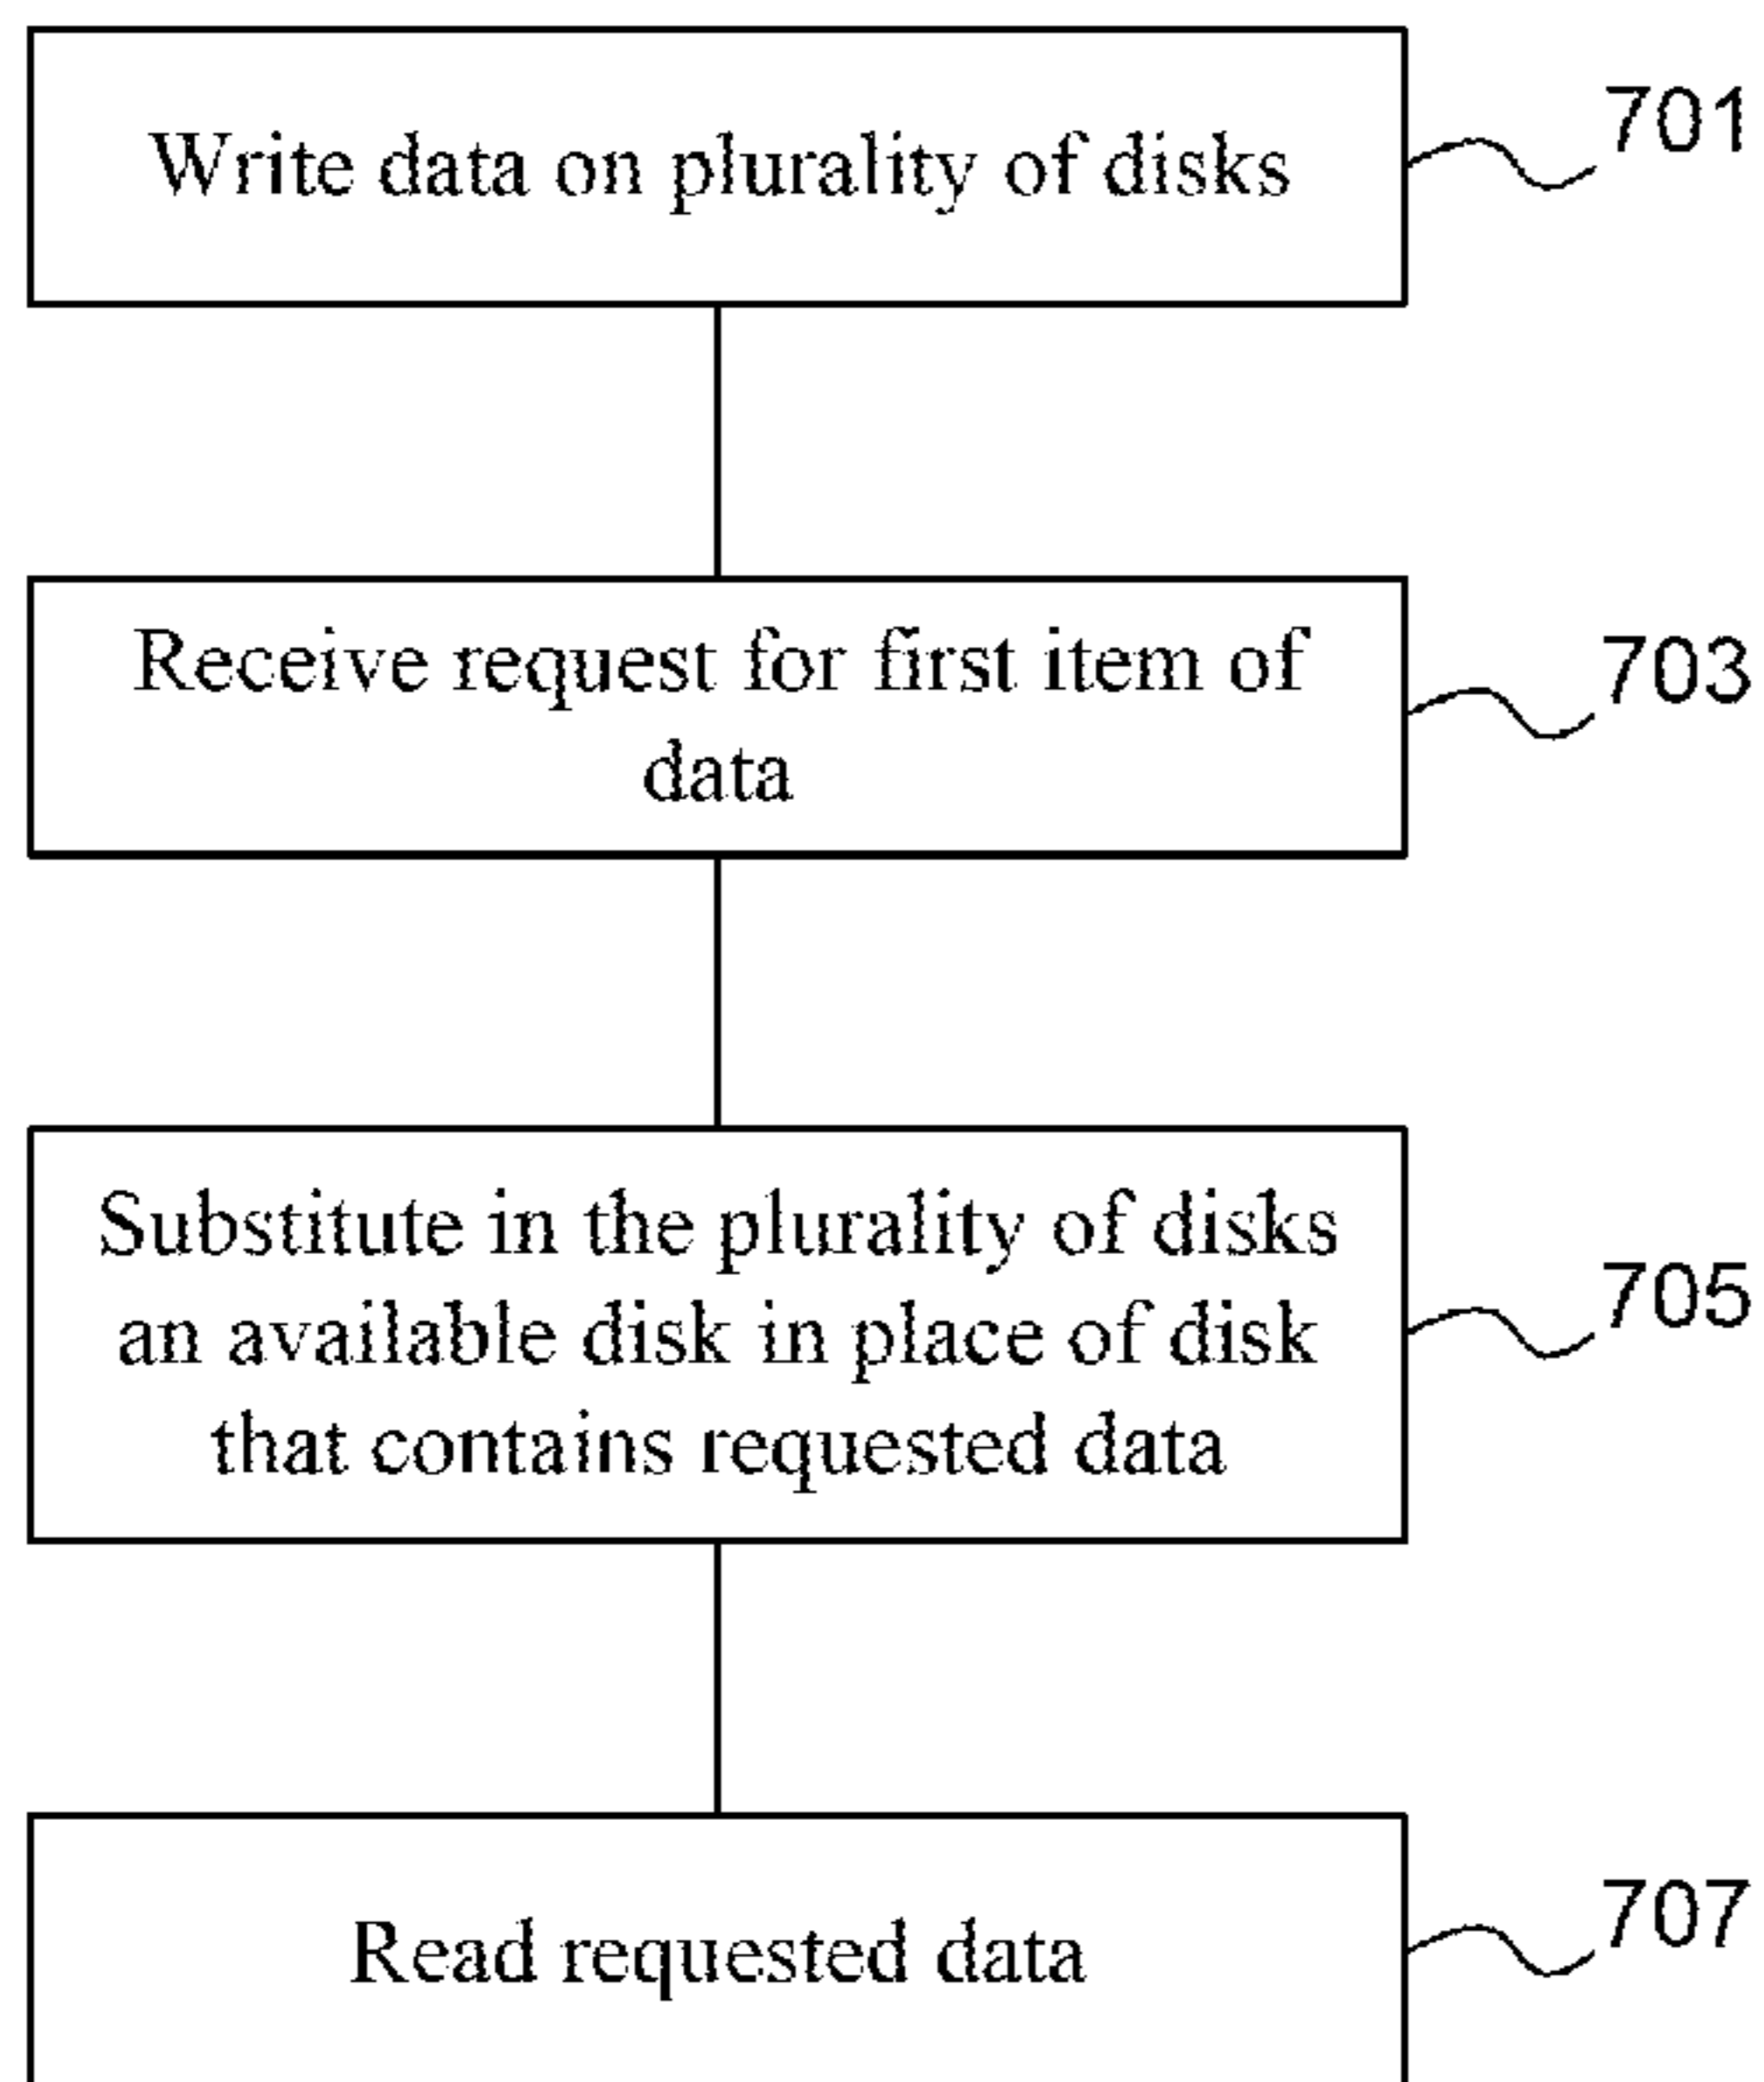 Write data on plurality of disks
701
Receive request for first item of
data
703
Substitute in the plurality of disks
an available disk in place of disk
that contains requested data
705
Read requested data
707